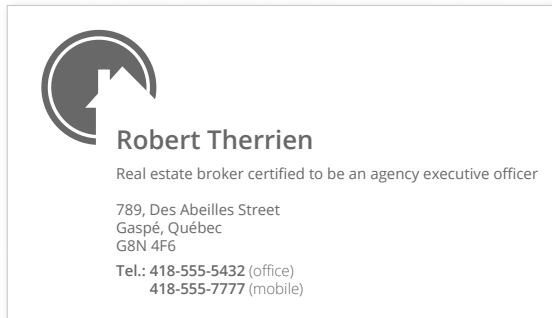 Robert Therrien
Real estate broker certified to be an agency executive officer
789, Des Abeilles Street
Gaspé, Québec
G8N 4F6
Tel.: 418-555-5432 (office)
418-555-7777 (mobile)